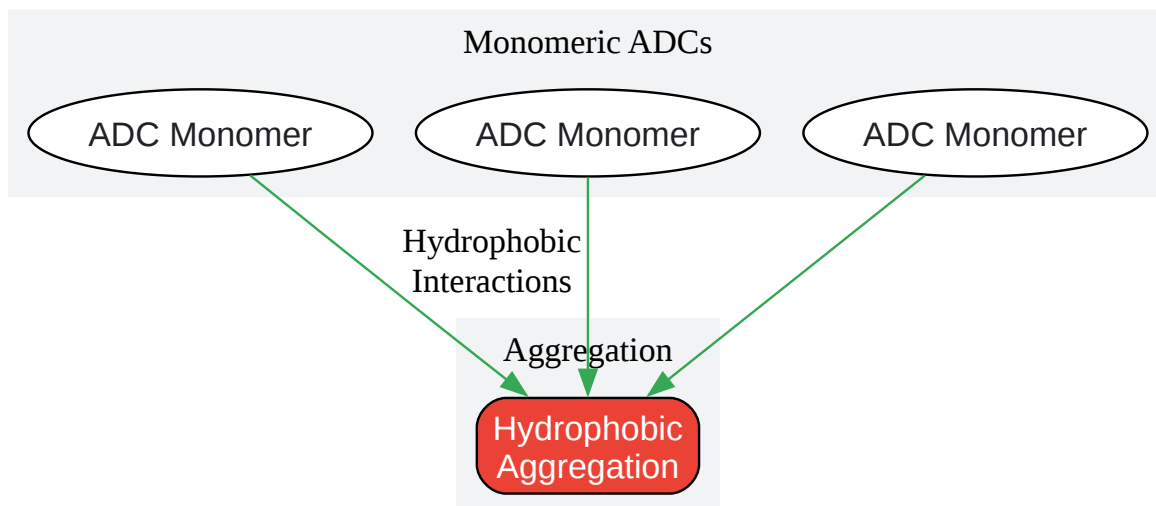 Monomeric ADCs
ADC Monomer ADC Monomer ADC Monomer
Hydrophobic
Interactions
Aggregation
Hydrophobic
Aggregation